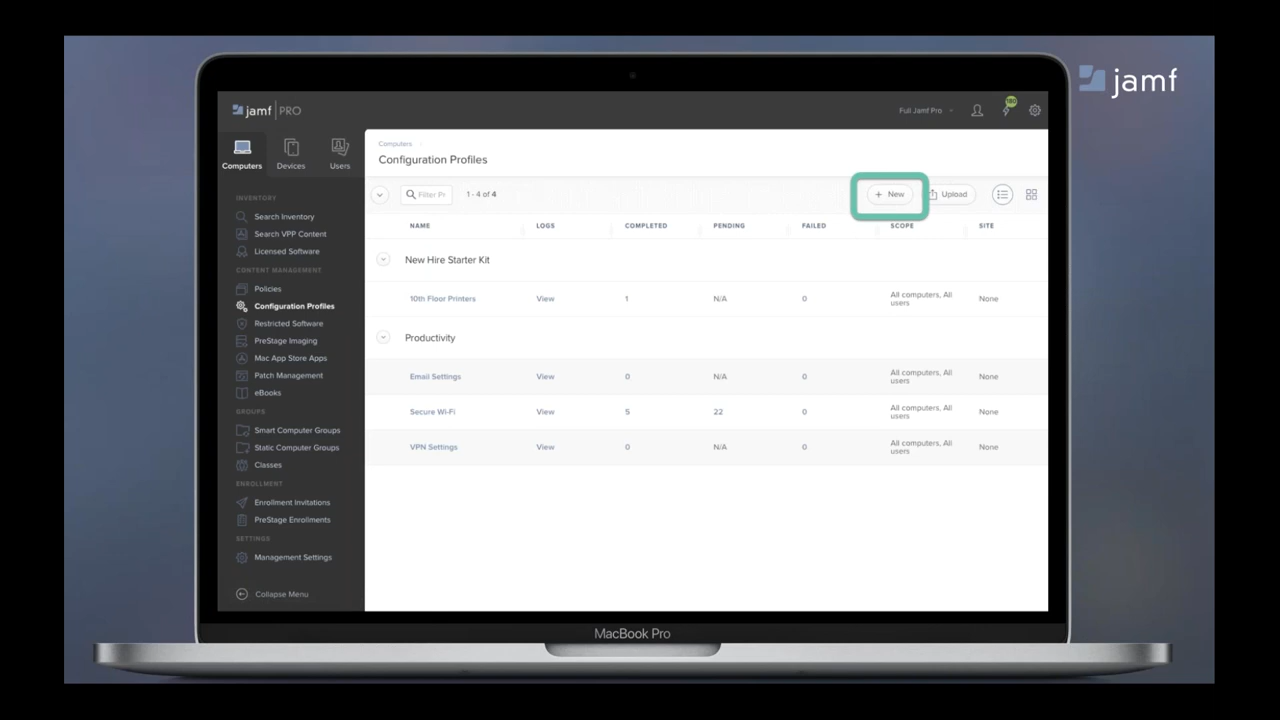 jamf
jamf PRO
Full Jamf Pro
180
Computers
Devices
Users
INVENTORY
Search Inventory
Search VPP Content
Licensed Software
CONTENT MANAGEMENT
Policies
Configuration Profiles
Restricted Software
PreStage Imaging
Mac App Store Apps
Patch Management
eBooks
GROUPS
Smart Computer Groups
Static Computer Groups
Classes
ENROLLMENT
Enrollment Invitations
PreStage Enrollments
SETTINGS
Management Settings
Collapse Menu
Computers
Configuration Profiles
Filter Pr
1 - 4 of 4
+ New
Upload
NAME LOGS COMPLETED PENDING FAILED SCOPE SITE
New Hire Starter Kit
10th Floor Printers View 1 N/A 0 All computers, All users None
Productivity
Email Settings View 0 N/A 0 All computers, All users None
Secure Wi-Fi View 5 22 0 All computers, All users None
VPN Settings View 0 N/A 0 All computers, All users None
MacBook Pro